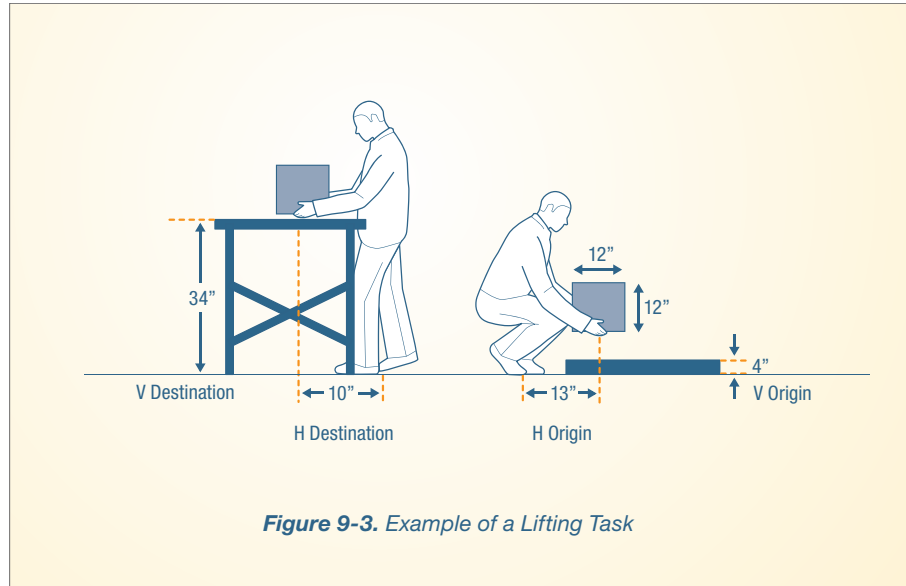 12”
12”
34”
4”
V Destination
10”
13”
V Origin
H Destination
H Origin
Figure 9-3. Example of a Lifting Task